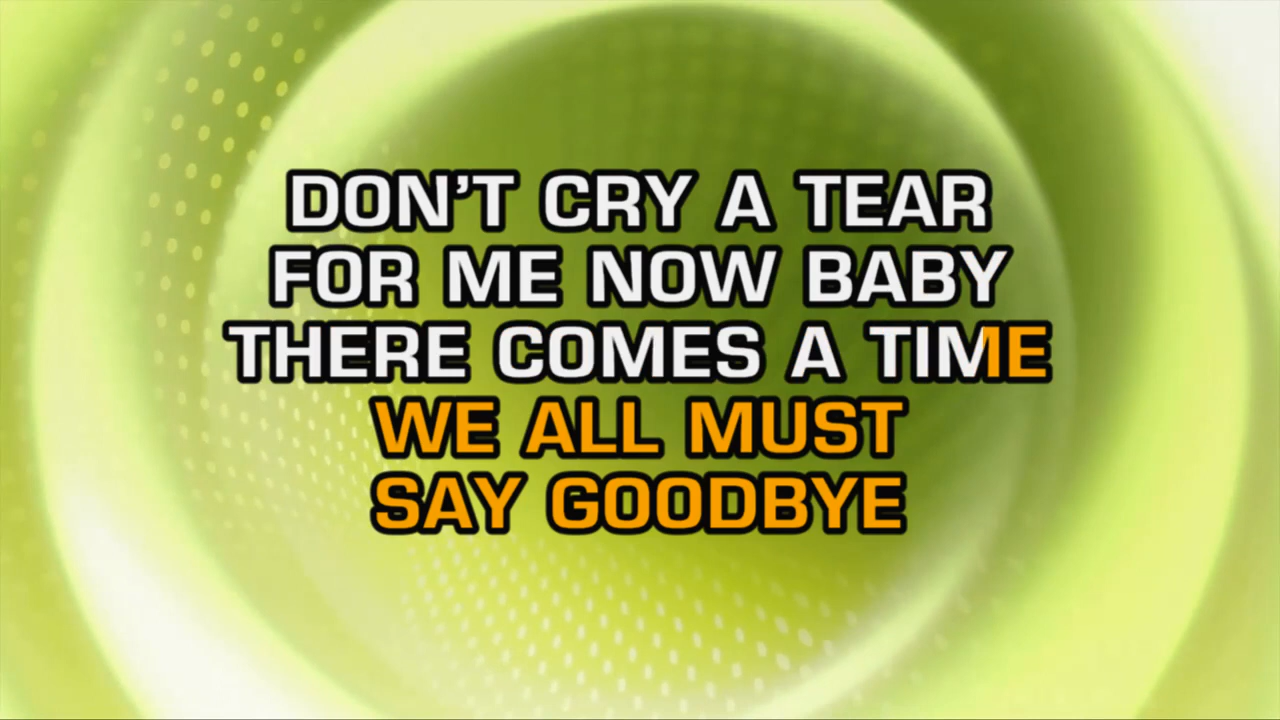 DON'T CRY A TEAR
FOR ME NOW BABY
THERE COMES A TIME
WE ALL MUST
SAY GOODBYE